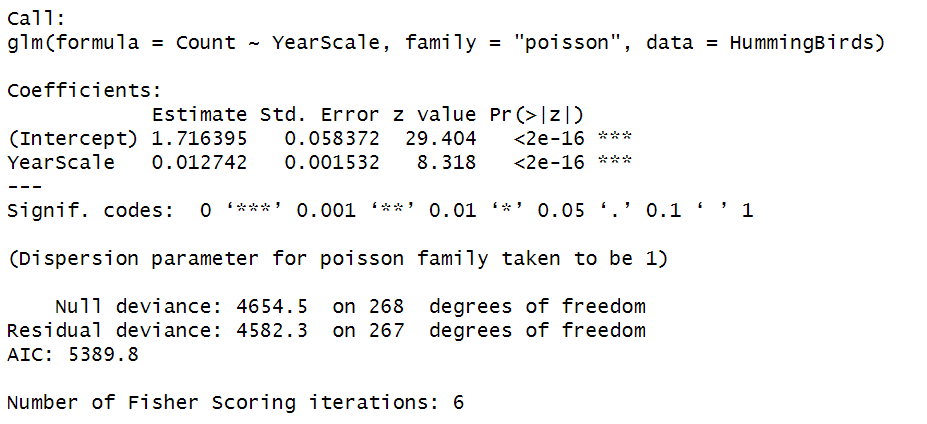 Call:
glm(formula = Count ~ YearScale, family = "poisson", data = HummingBirds)

Coefficients:
            Estimate Std. Error z value Pr(>|z|)
(Intercept) 1.716395   0.058372  29.404   <2e-16 ***
YearScale   0.012742   0.001532   8.318   <2e-16 ***
---
Signif. codes:  0 ‘***’ 0.001 ‘**’ 0.01 ‘*’ 0.05 ‘.’ 0.1 ‘ ’ 1

(Dispersion parameter for poisson family taken to be 1)

    Null deviance: 4654.5  on 268  degrees of freedom
Residual deviance: 4582.3  on 267  degrees of freedom
AIC: 5389.8

Number of Fisher Scoring iterations: 6